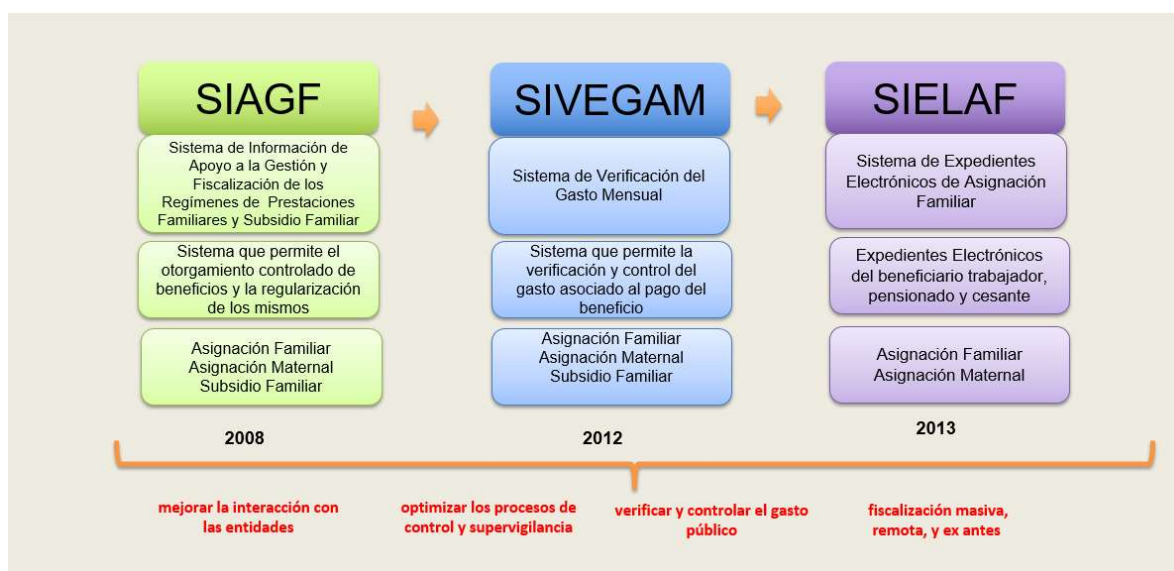 SIAGF
Sistema de Información de
Apoyo a la Gestión y
Fiscalización de los
Regímenes de Prestaciones
Familiares y Subsidio Familiar
Sistema que permite el
otorgamiento controlado de
beneficios y la regularización
de los mismos
Asignación Familiar
Asignación Maternal
Subsidio Familiar
2008
SIVEGAM
Sistema de Verificación del
Gasto Mensual
Sistema que permite la
verificación y control del
gasto asociado al pago del
beneficio
Asignación Familiar
Asignación Maternal
Subsidio Familiar
2012
SIELAF
Sistema de Expedientes
Electrónicos de Asignación
Familiar
Expedientes Electrónicos
del beneficiario trabajador,
pensionado y cesante
Asignación Familiar
Asignación Maternal
2013
mejorar la interacción con
las entidades
optimizar los procesos de
control y supervigilancia
verificar y controlar el gasto
público
fiscalización masiva,
remota, y ex antes